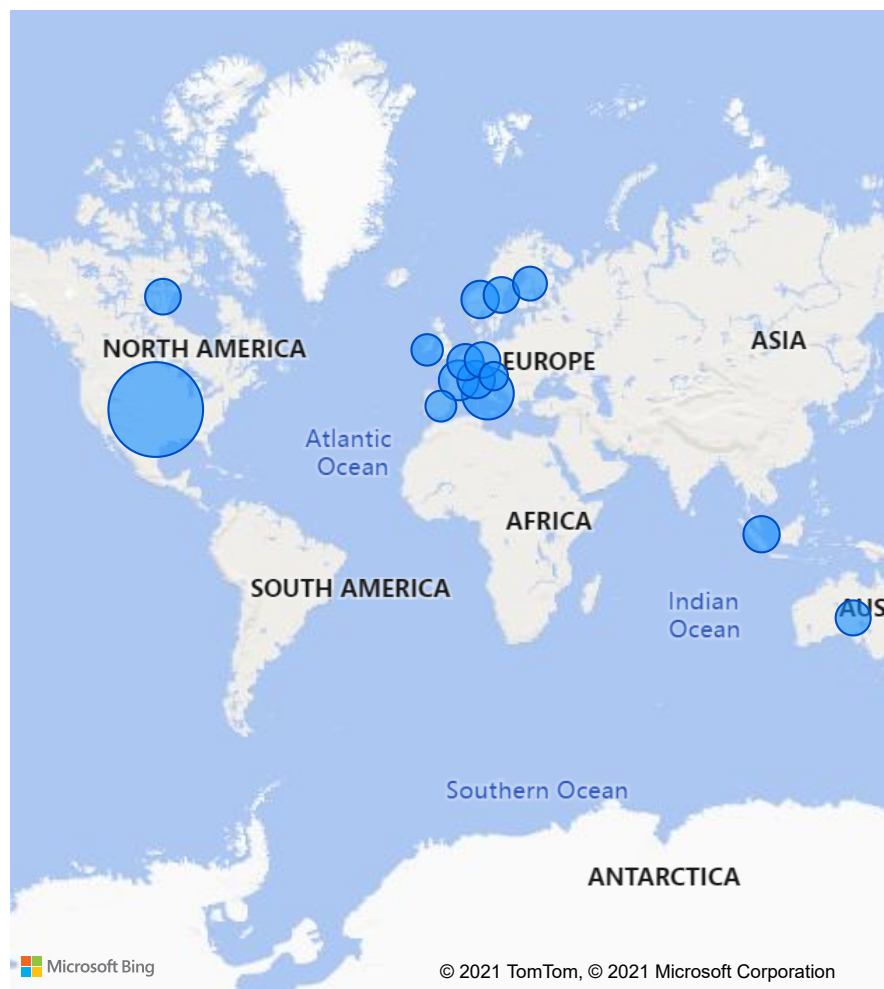 NORTH AMERICA
ASIA
EUROPE
Atlantic
Ocean
AFRICA
SOUTH AMERICA
Indian
Ocean
AUS
Southern Ocean
ANTARCTICA
Microsoft Bing
© 2021 TomTom, © 2021 Microsoft Corporation